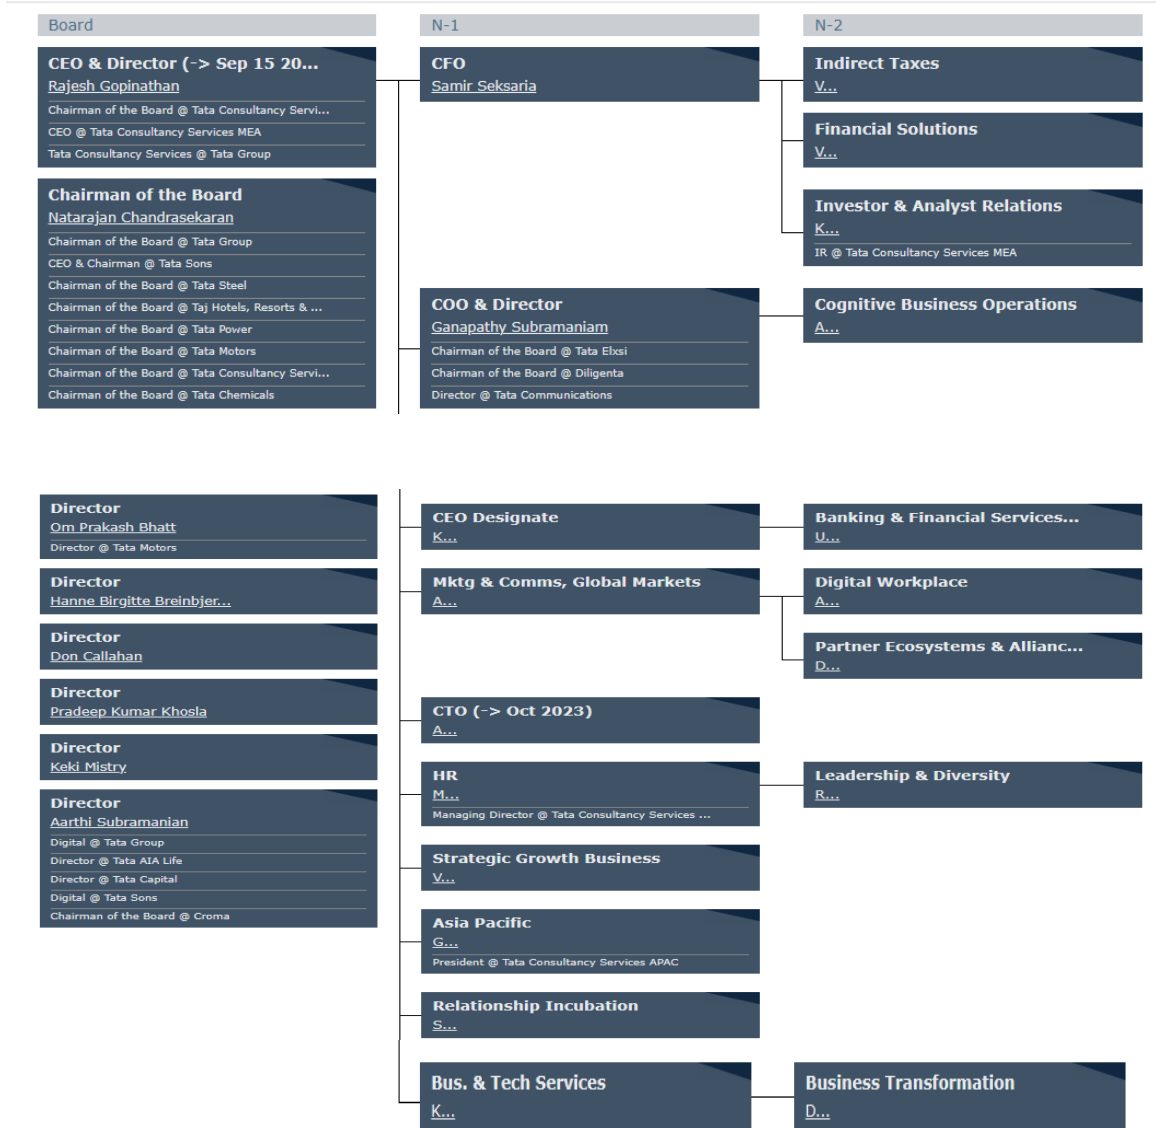 Board
N-1
N-2
CEO & Director (-> Sep 15 20...
Rajesh Gopinathan
Chairman of the Board @ Tata Consultancy Servi...
CEO @ Tata Consultancy Services MEA
Tata Consultancy Services @ Tata Group
CFO
Samir Seksaria
Indirect Taxes
V...
Financial Solutions
V...
Chairman of the Board
Natarajan Chandrasekaran
Chairman of the Board @ Tata Group
CEO & Chairman @ Tata Sons
Chairman of the Board @ Tata Steel
Chairman of the Board @ Taj Hotels, Resorts & ...
Chairman of the Board @ Tata Power
Chairman of the Board @ Tata Motors
Chairman of the Board @ Tata Consultancy Servi...
Chairman of the Board @ Tata Chemicals
Investor & Analyst Relations
K...
IR @ Tata Consultancy Services MEA
COO & Director
Ganapathy Subramaniam
Chairman of the Board @ Tata Elxsi
Chairman of the Board @ Diligenta
Director @ Tata Communications
Cognitive Business Operations
A...
Director
Om Prakash Bhatt
Director @ Tata Motors
CEO Designate
K...
Banking & Financial Services...
U...
Director
Hanne Birgitte Breinbjer...
Mktg & Comms, Global Markets
A...
Digital Workplace
A...
Director
Don Callahan
Partner Ecosystems & Allianc...
D...
Director
Pradeep Kumar Khosla
CTO (-> Oct 2023)
A...
Director
Keki Mistry
HR
M...
Managing Director @ Tata Consultancy Services ...
Leadership & Diversity
R...
Director
Aarthi Subramanian
Digital @ Tata Group
Director @ Tata AIA Life
Director @ Tata Capital
Digital @ Tata Sons
Chairman of the Board @ Croma
Strategic Growth Business
V...
Asia Pacific
G...
President @ Tata Consultancy Services APAC
Relationship Incubation
S...
Bus. & Tech Services
K...
Business Transformation
D...